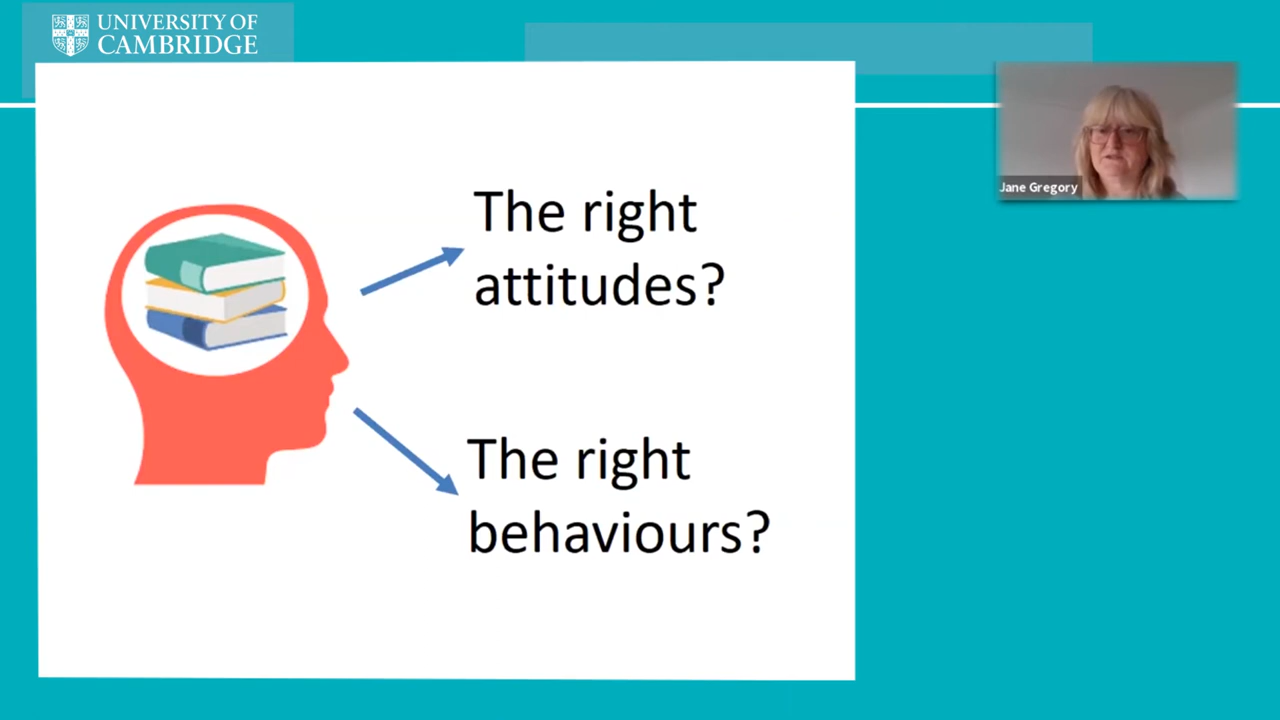 UNIVERSITY OF
CAMBRIDGE
The right
attitudes?
Jane Gregory
The right
behaviours?